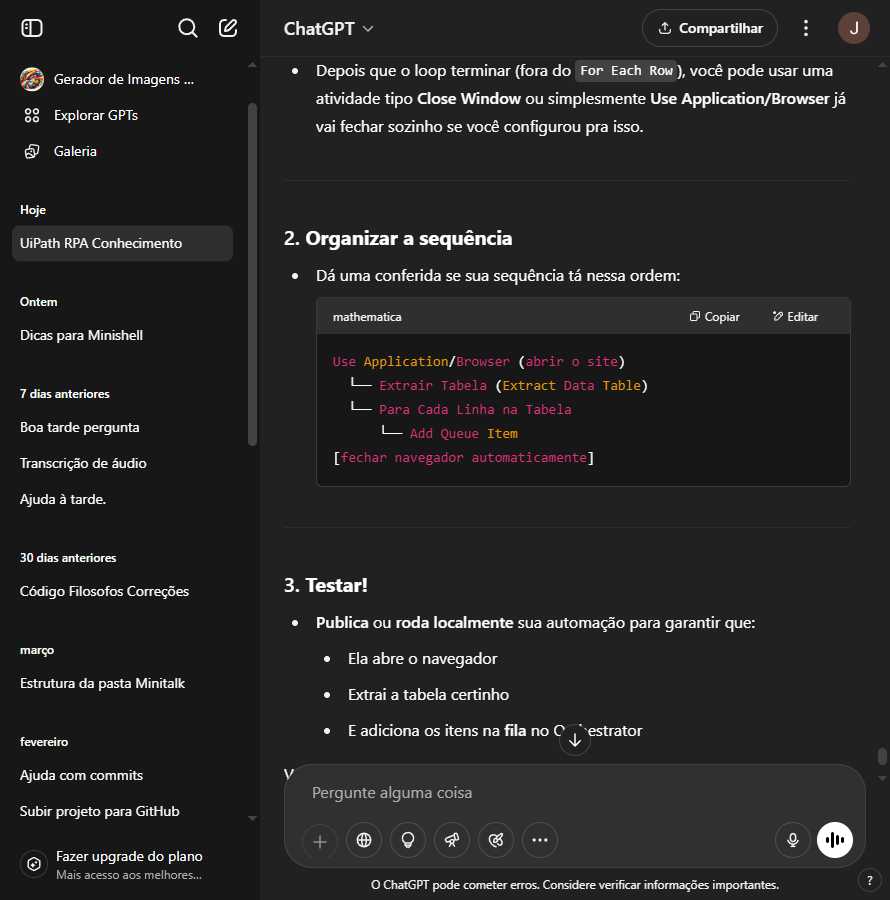 ChatGPT
Compartilhar
J
Gerador de Imagens ...
Explorar GPTs
Galeria
Hoje
UiPath RPA Conhecimento
Ontem
Dicas para Minishell
7 dias anteriores
Boa tarde pergunta
Transcrição de áudio
Ajuda à tarde.
30 dias anteriores
Código Filosofos Correções
março
Estrutura da pasta Minitalk
fevereiro
Ajuda com commits
Subir projeto para GitHub
Fazer upgrade do plano
Mais acesso aos melhores...
• Depois que o loop terminar (fora do For Each Row), você pode usar uma
atividade tipo Close Window ou simplesmente Use Application/Browser já
vai fechar sozinho se você configurou pra isso.
2. Organizar a sequência
• Dá uma conferida se sua sequência tá nessa ordem:
mathematica
Copiar
Editar
Use Application/Browser (abrir o site)
└── Extrair Tabela (Extract Data Table)
└── Para Cada Linha na Tabela
└── Add Queue Item
[fechar navegador automaticamente]
3. Testar!
• Publica ou roda localmente sua automação para garantir que:
• Ela abre o navegador
• Extrai a tabela certinho
• E adiciona os itens na fila no
Pergunte alguma coisa
O ChatGPT pode cometer erros. Considere verificar informações importantes.
?